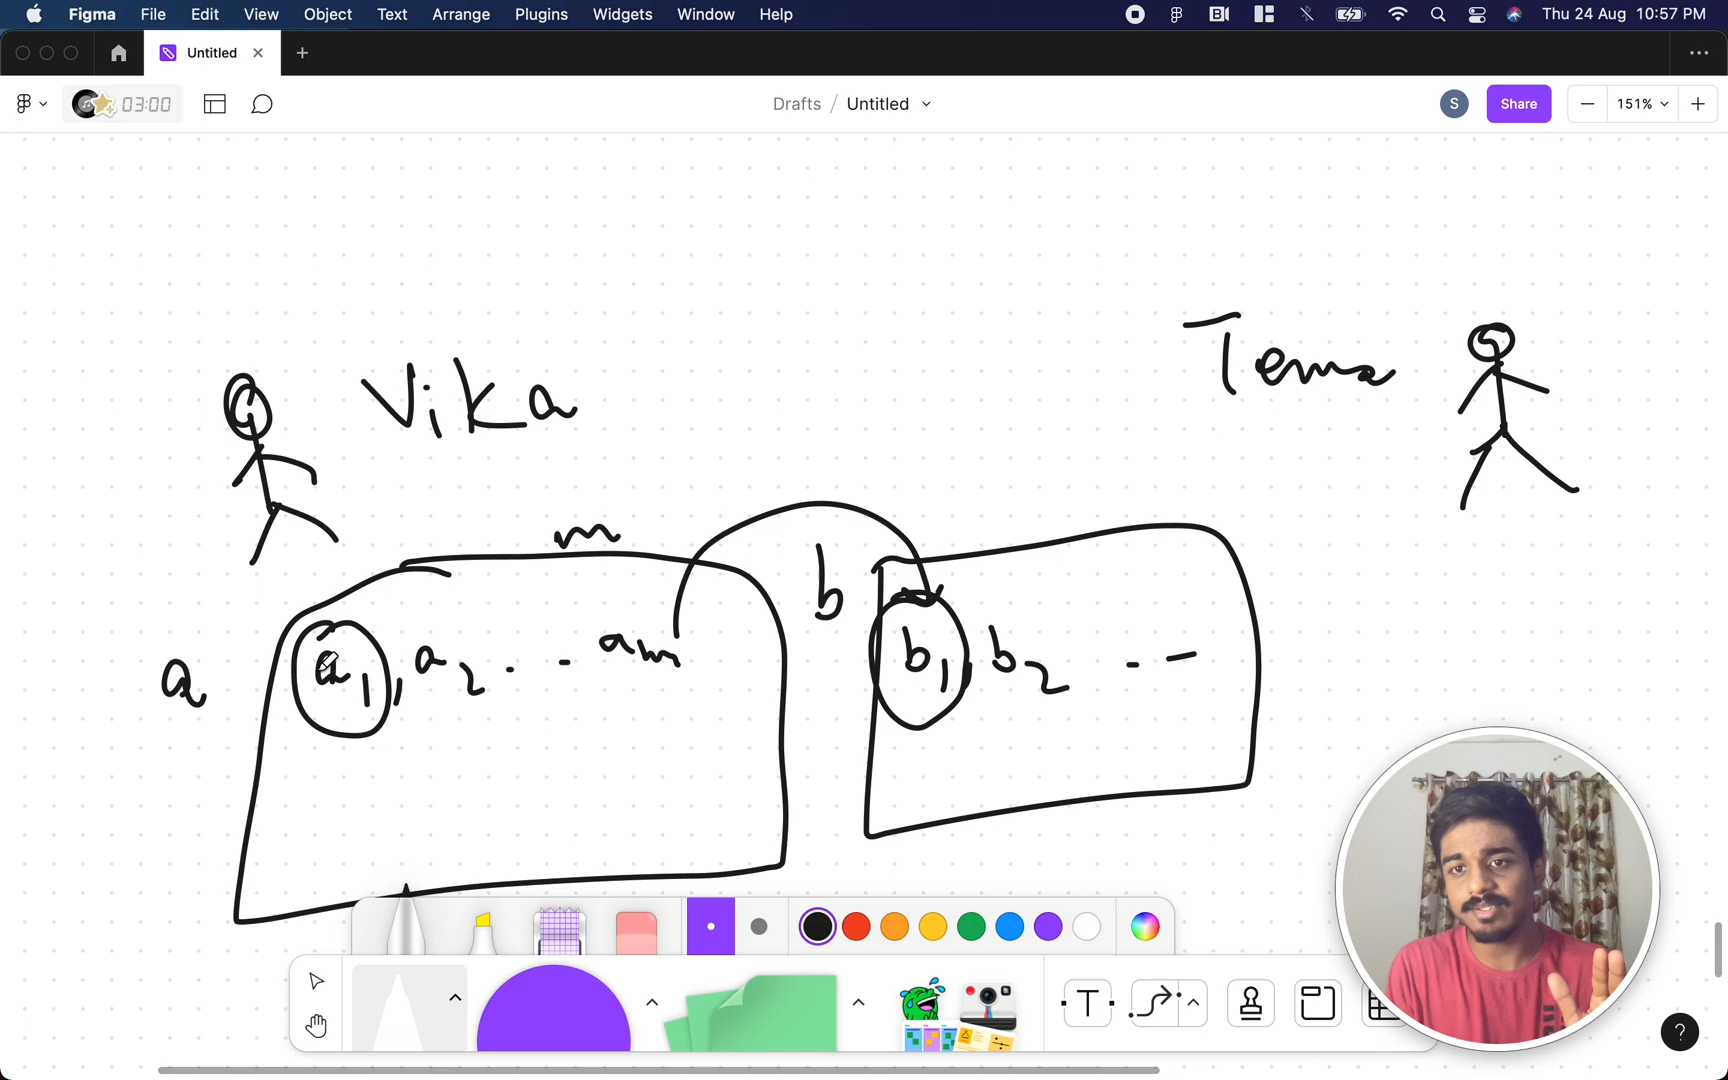 Figma File Edit View Object Text Arrange Plugins Widgets Window Help Thu 24 Aug 10:57 PM
Untitled
03:00 Drafts / Untitled S Share 151%
Vika
Tema
m
a
a1, a2 . - - am
b
b1, b2 - -
T
?